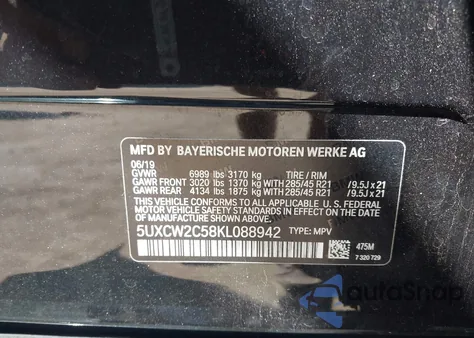 MFD BY BAYERISCHE MOTOREN WERKE AG
06/19
GVWR 6989 lbs 3170 kg TIRE / RIM
GAWR FRONT 3020 lbs 1370 kg WITH 285/45 R21 /9.5J x 21
GAWR REAR 4134 lbs 1875 kg WITH 285/45 R21 /9.5J x 21
THIS VEHICLE CONFORMS TO ALL APPLICABLE
FEDERAL MOTOR VEHICLE SAFETY STANDARDS
IN EFFECT ON THE DATE OF MANUFACTURE
SHOWN ABOVE.
5UXCW2C58KL088942 TYPE: MPV
475M
7 320 729
autoSnap